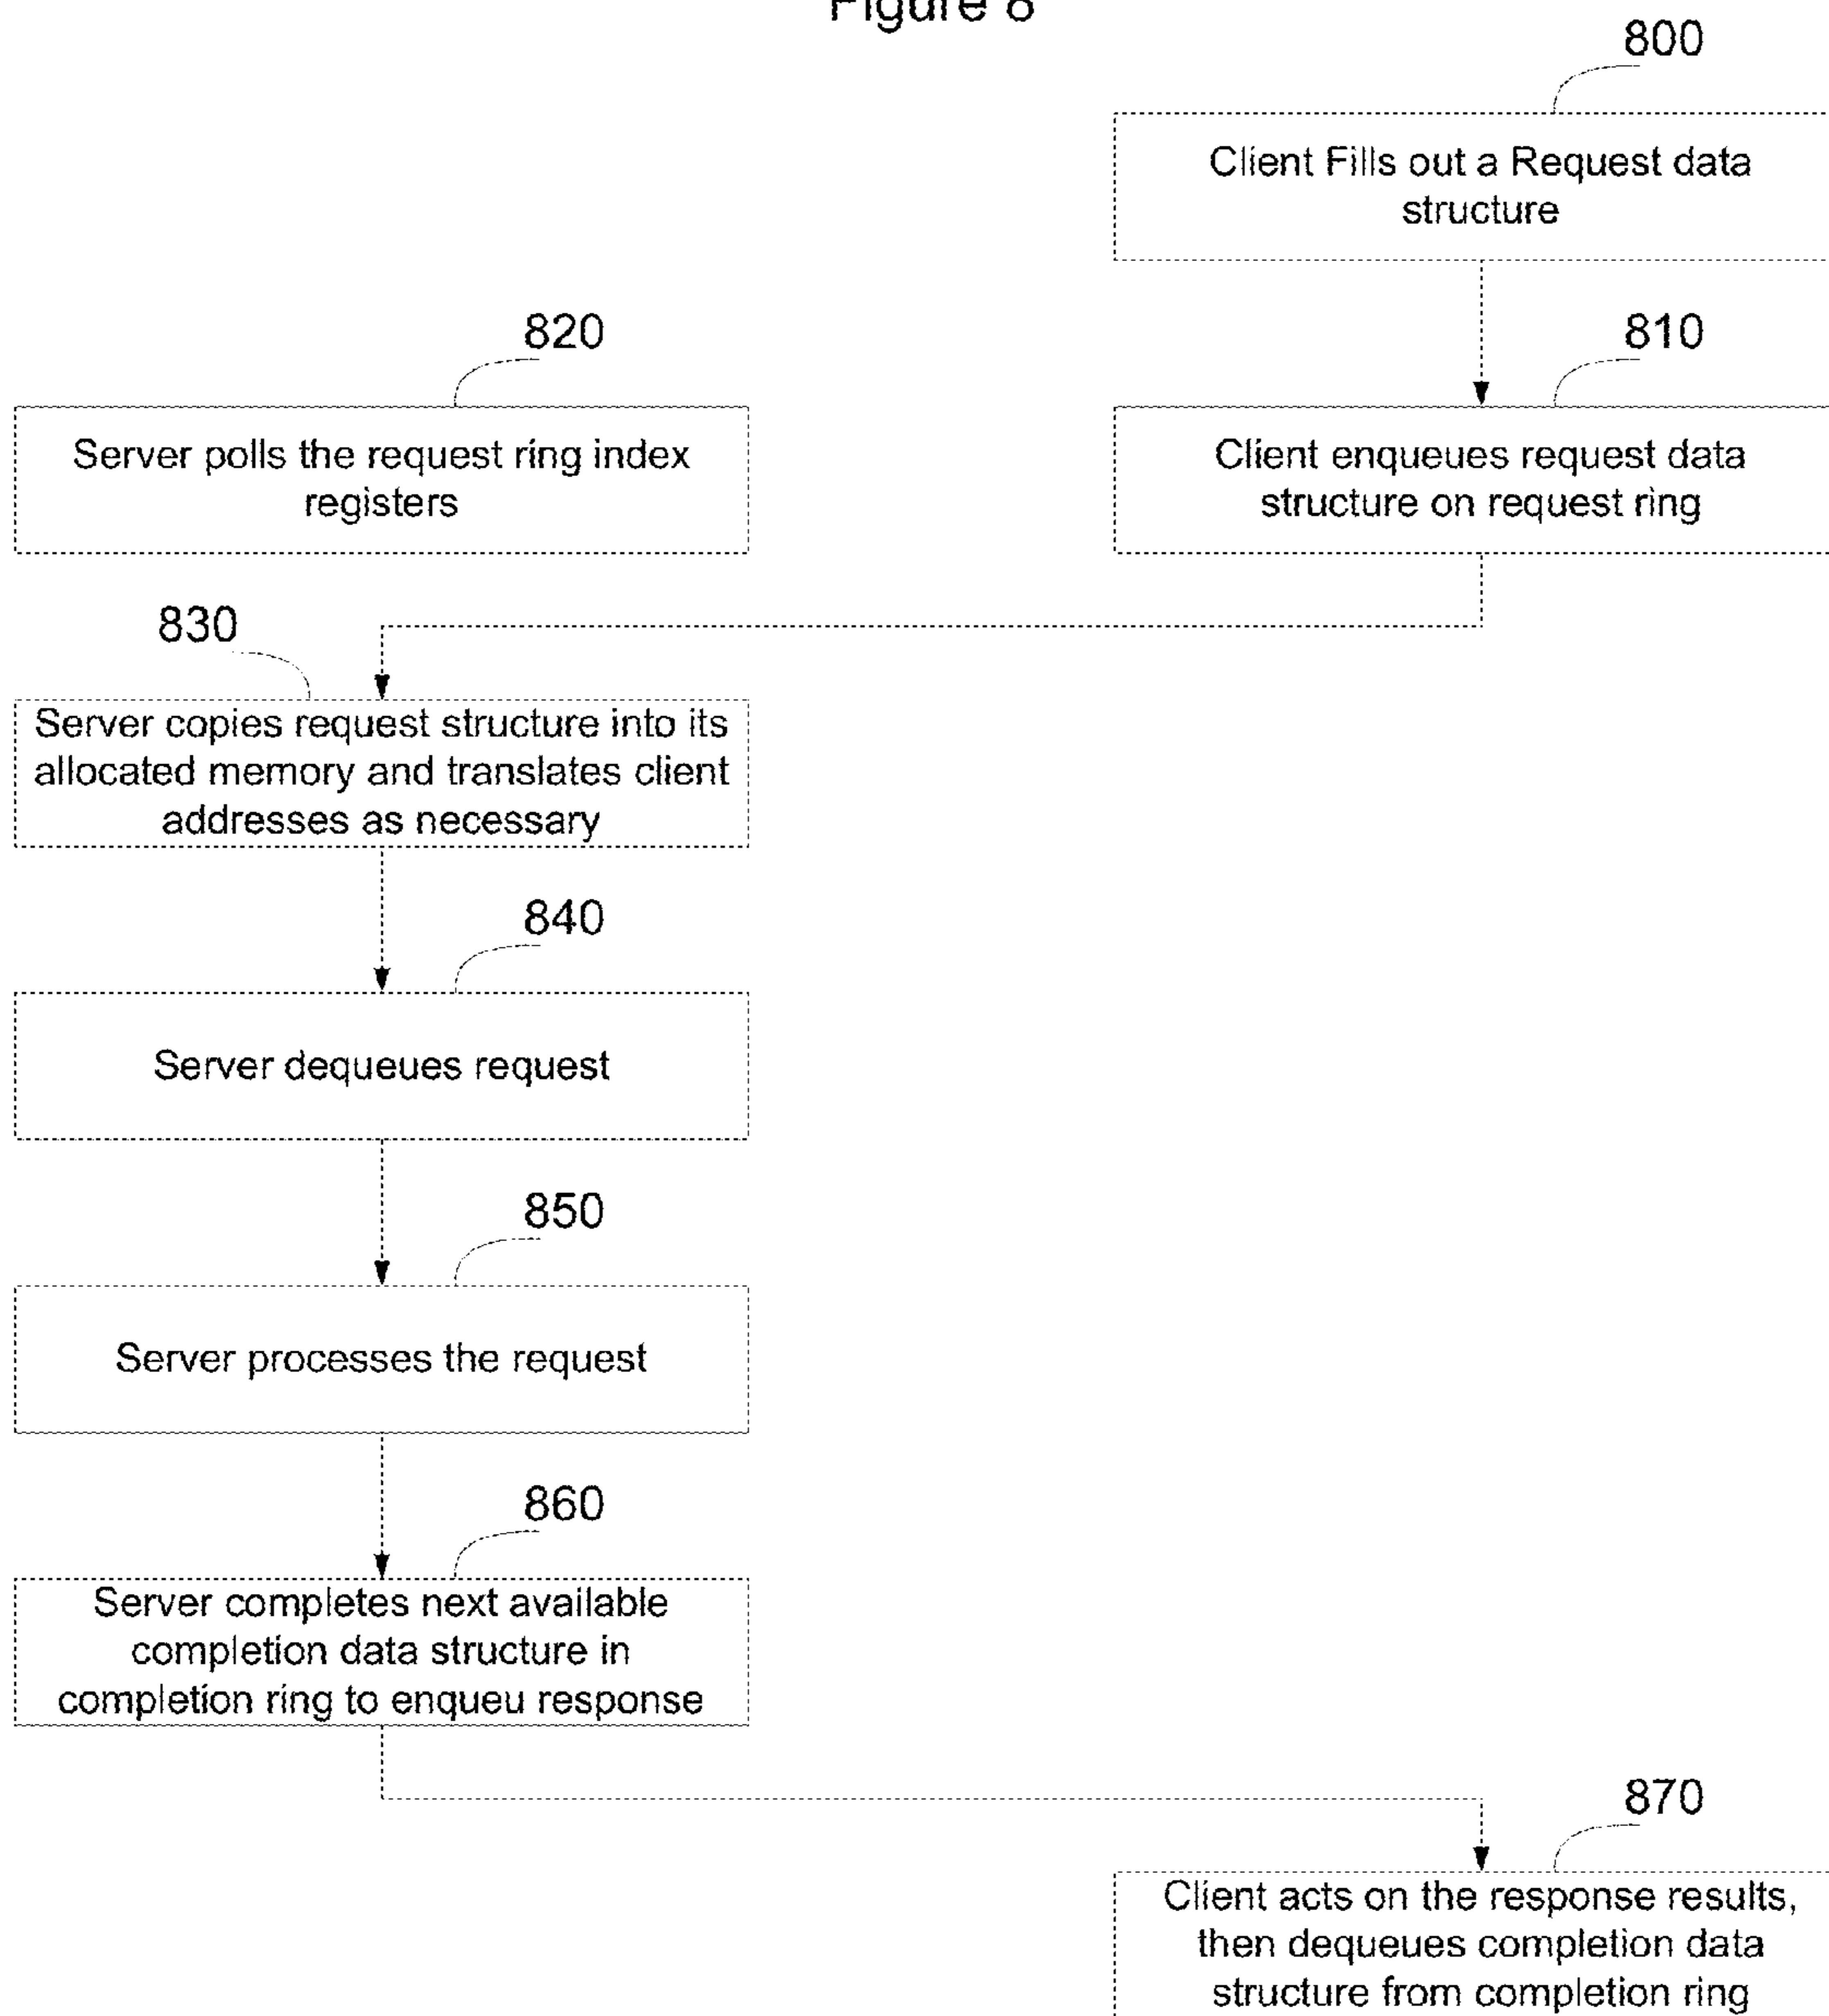 Figure 8
800
Client Fills out a Request data
structure
820
810
Server polls the request ring index
registers
Client enqueues request data
structure on request ring
830
Server copies request structure into its
allocated memory and translates client
addresses as necessary
840
Server dequeues request
850
Server processes the request
860
Server completes next available
completion data structure in
completion ring to enqueu response
870
Client acts on the response results,
then dequeues completion data
structure from completion ring